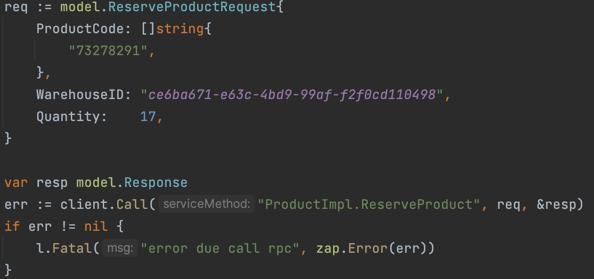 req := model.ReserveProductRequest{
    ProductCode: []string{
        "73278291",
    },
    WarehouseID: "ce6ba671-e63c-4bd9-99af-f2f0cd110498",
    Quantity:    17,
}

var resp model.Response
err := client.Call( serviceMethod: "ProductImpl.ReserveProduct", req, &resp)
if err != nil {
    l.Fatal( msg: "error due call rpc", zap.Error(err))
}